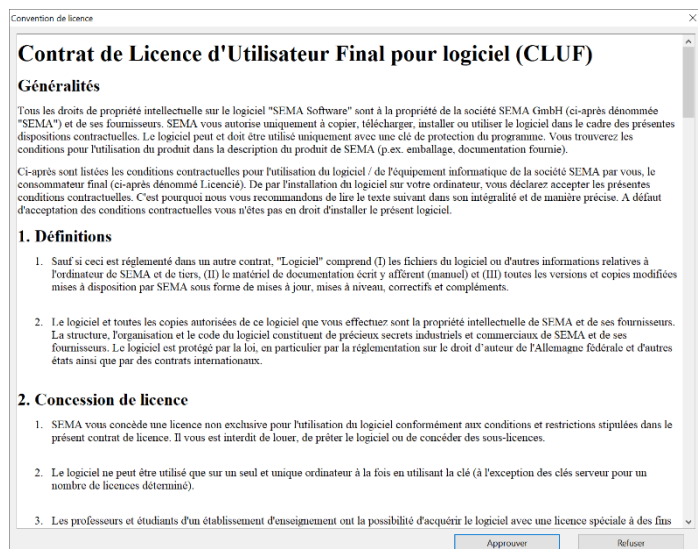 Convention de licence
Contrat de Licence d'Utilisateur Final pour logiciel (CLUF)
Généralités
Tous les droits de propriété intellectuelle sur le logiciel "SEMA Software" sont à la propriété de la société SEMA GmbH (ci-après dénommée
"SEMA") et de ses fournisseurs. SEMA vous autorise uniquement à copier, télécharger, installer ou utiliser le logiciel dans le cadre des présentes
dispositions contractuelles. Le logiciel peut et doit être utilisé uniquement avec une clé de protection du programme. Vous trouverez les
conditions pour l'utilisation du produit dans la description du produit de SEMA (p.ex. emballage, documentation fournie).
Ci-après sont listées les conditions contractuelles pour l'utilisation du logiciel / de l'équipement informatique de la société SEMA par vous, le
consommateur final (ci-après dénommé Licencié). De par l'installation du logiciel sur votre ordinateur, vous déclarez accepter les présentes
conditions contractuelles. C'est pourquoi nous vous recommandons de lire le texte suivant dans son intégralité et de manière précise. A défaut
d'acceptation des conditions contractuelles vous n'êtes pas en droit d'installer le présent logiciel.
1. Définitions
1. Sauf si ceci est réglementé dans un autre contrat, "Logiciel" comprend (I) les fichiers du logiciel ou d'autres informations relatives à
l'ordinateur de SEMA et de tiers, (II) le matériel de documentation écrit y afférent (manuel) et (III) toutes les versions et copies modifiées
mises à disposition par SEMA sous forme de mises à jour, mises à niveau, correctifs et compléments.
2. Le logiciel et toutes les copies autorisées de ce logiciel que vous effectuez sont la propriété intellectuelle de SEMA et de ses fournisseurs.
La structure, l'organisation et le code du logiciel constituent de précieux secrets industriels et commerciaux de SEMA et de ses
fournisseurs. Le logiciel est protégé par la loi, en particulier par la réglementation sur le droit d'auteur de l'Allemagne fédérale et d'autres
états ainsi que par des contrats internationaux.
2. Concession de licence
1. SEMA vous concède une licence non exclusive pour l'utilisation du logiciel conformément aux conditions et restrictions stipulées dans le
présent contrat de licence. Il vous est interdit de louer, de prêter le logiciel ou de concéder des sous-licences.
2. Le logiciel ne peut être utilisé que sur un seul et unique ordinateur à la fois en utilisant la clé (à l'exception des clés serveur pour un
nombre de licences déterminé).
3. Les professeurs et étudiants d'un établissement d'enseignement ont la possibilité d'acquérir le logiciel avec une licence spéciale à des fins
Approuver
Refuser